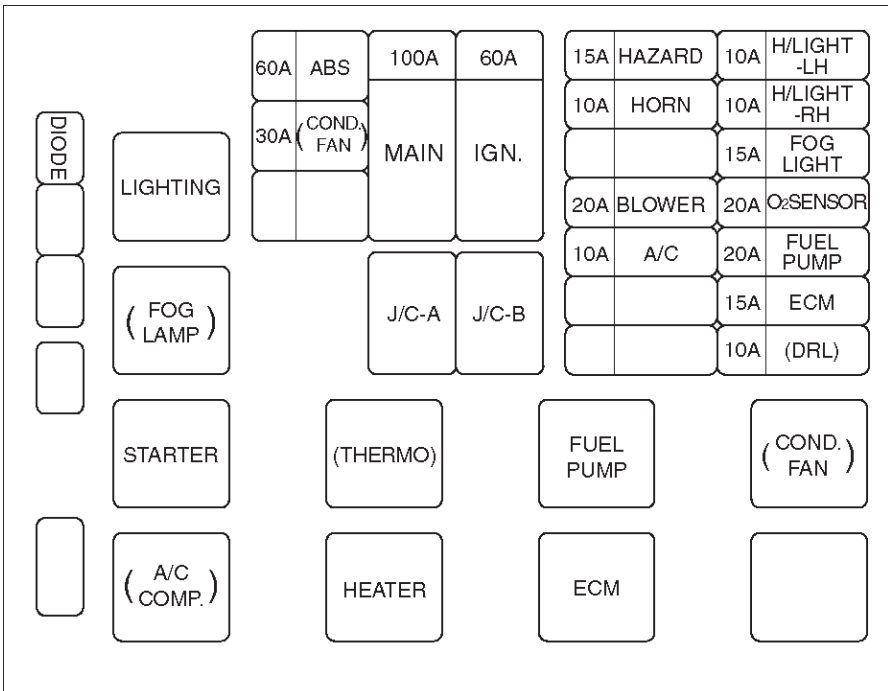 DIODE
LIGHTING
( FOG
LAMP )
STARTER
( A/C
COMP. )
60A ABS
30A ( COND.
FAN )
100A
MAIN
60A
IGN.
J/C-A
J/C-B
15A HAZARD
10A HORN
20A BLOWER
10A A/C
10A H/LIGHT
-LH
10A H/LIGHT
-RH
15A FOG
LIGHT
20A O2SENSOR
20A FUEL
PUMP
15A ECM
10A (DRL)
(THERMO)
FUEL
PUMP
( COND.
FAN )
HEATER
ECM